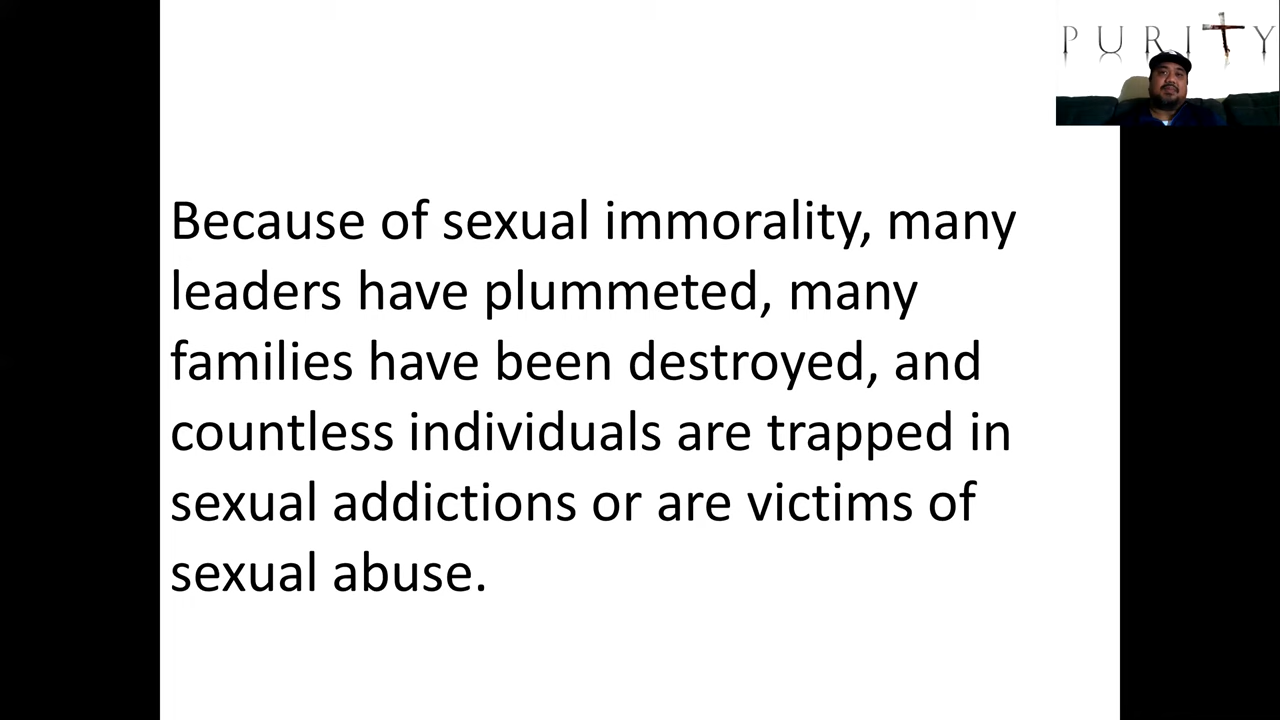 PURITY
Because of sexual immorality, many
leaders have plummeted, many
families have been destroyed, and
countless individuals are trapped in
sexual addictions or are victims of
sexual abuse.